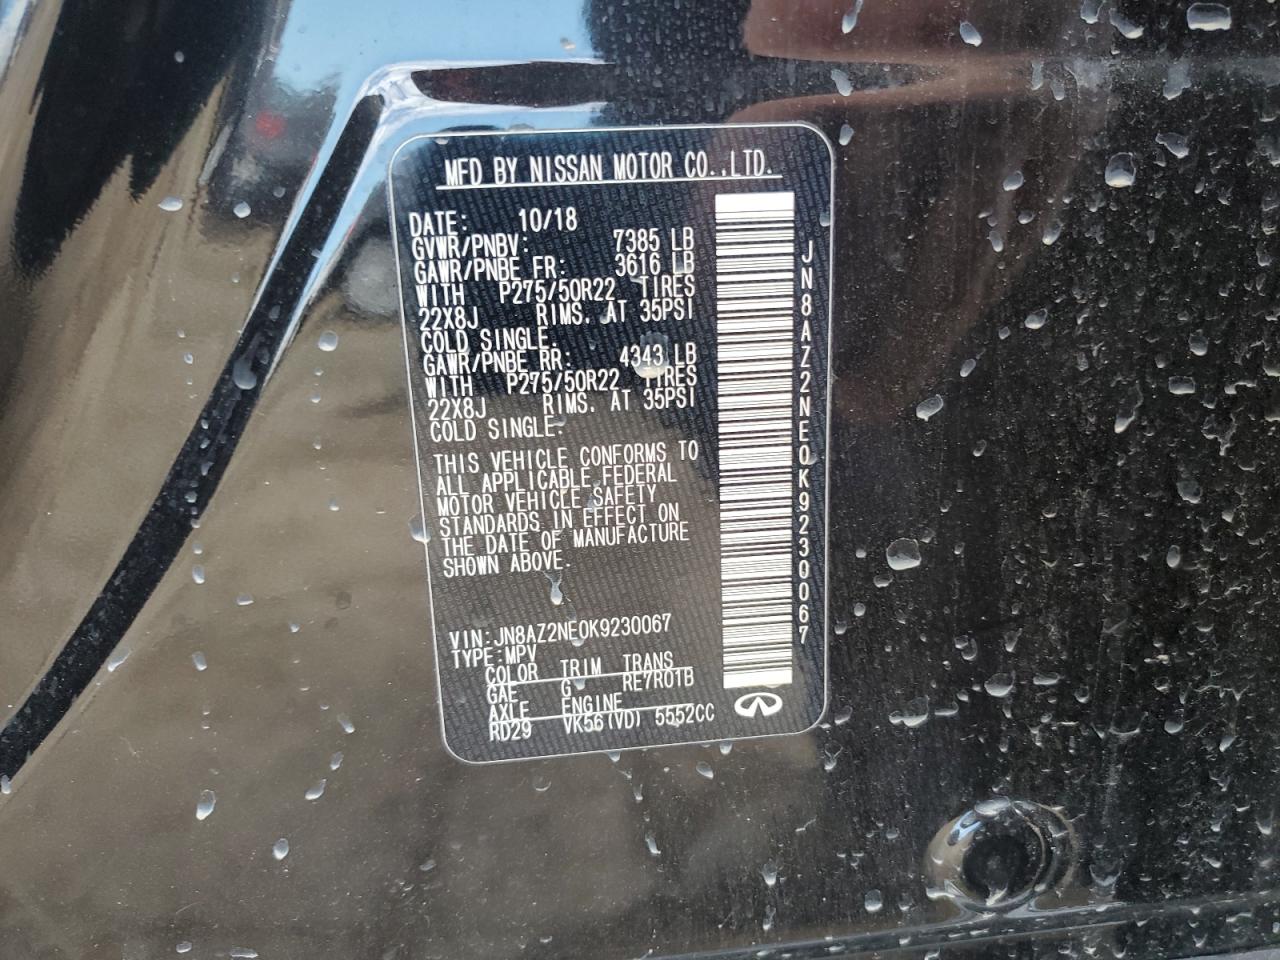 MFD BY NISSAN MOTOR CO.,LTD.
DATE: 10/18
GVWR/PNBV: 7385 LB
GAWR/PNBE FR: 3616 LB
WITH P275/50R22 TIRES
22X8J RIMS. AT 35PSI
COLD SINGLE.
GAWR/PNBE RR: 4343 LB
WITH P275/50R22 TIRES
22X8J RIMS. AT 35PSI
COLD SINGLE.
THIS VEHICLE CONFORMS TO
ALL APPLICABLE FEDERAL
MOTOR VEHICLE SAFETY
STANDARDS IN EFFECT ON
THE DATE OF MANUFACTURE
SHOWN ABOVE.
VIN:JN8AZ2NE0K9230067
TYPE:MPV
COLOR TRIM TRANS
GAE G RE7R01B
AXLE ENGINE
RD29 VK56(VD) 5552CC
JN8AZ2NE0K9230067